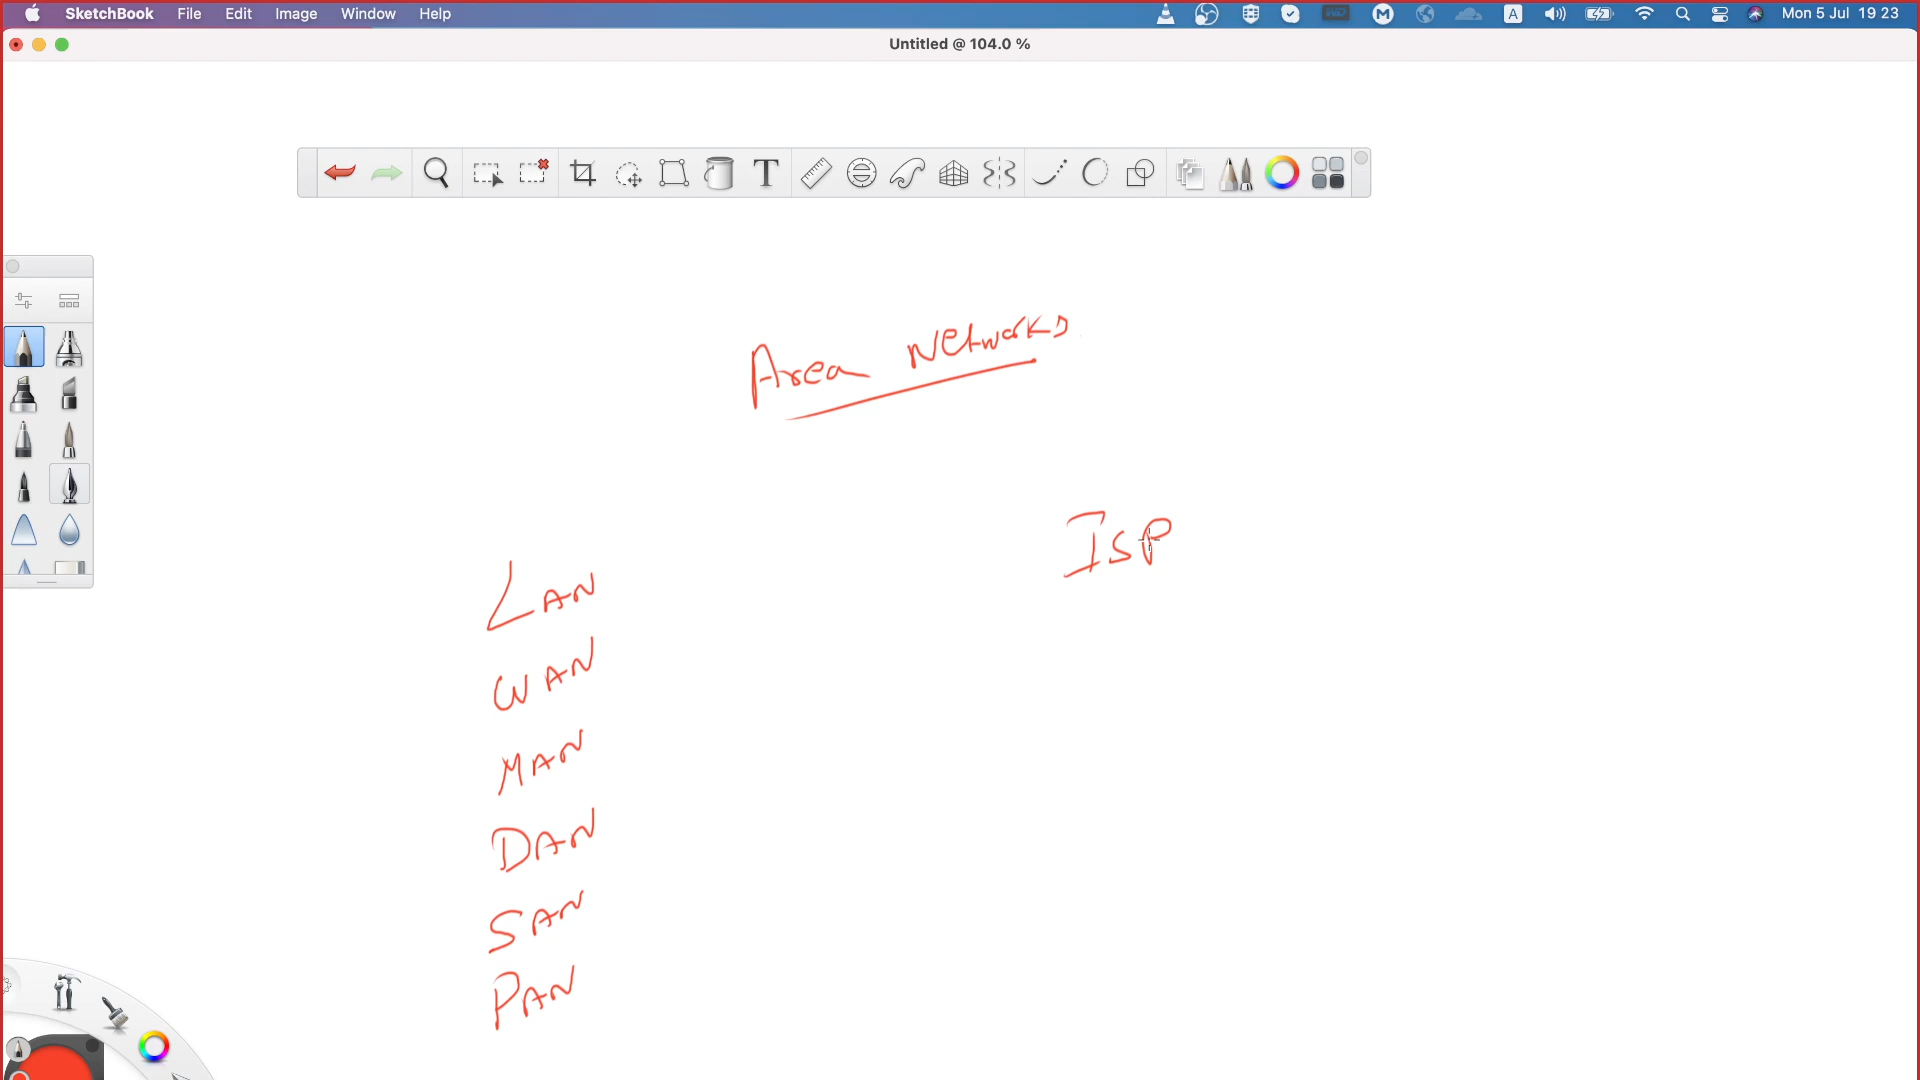 SketchBook File Edit Image Window Help A Mon 5 Jul 19 23
Untitled @ 104.0 %
T
Area Networks
ISP
LAN
WAN
MAN
DAN
SAN
PAN